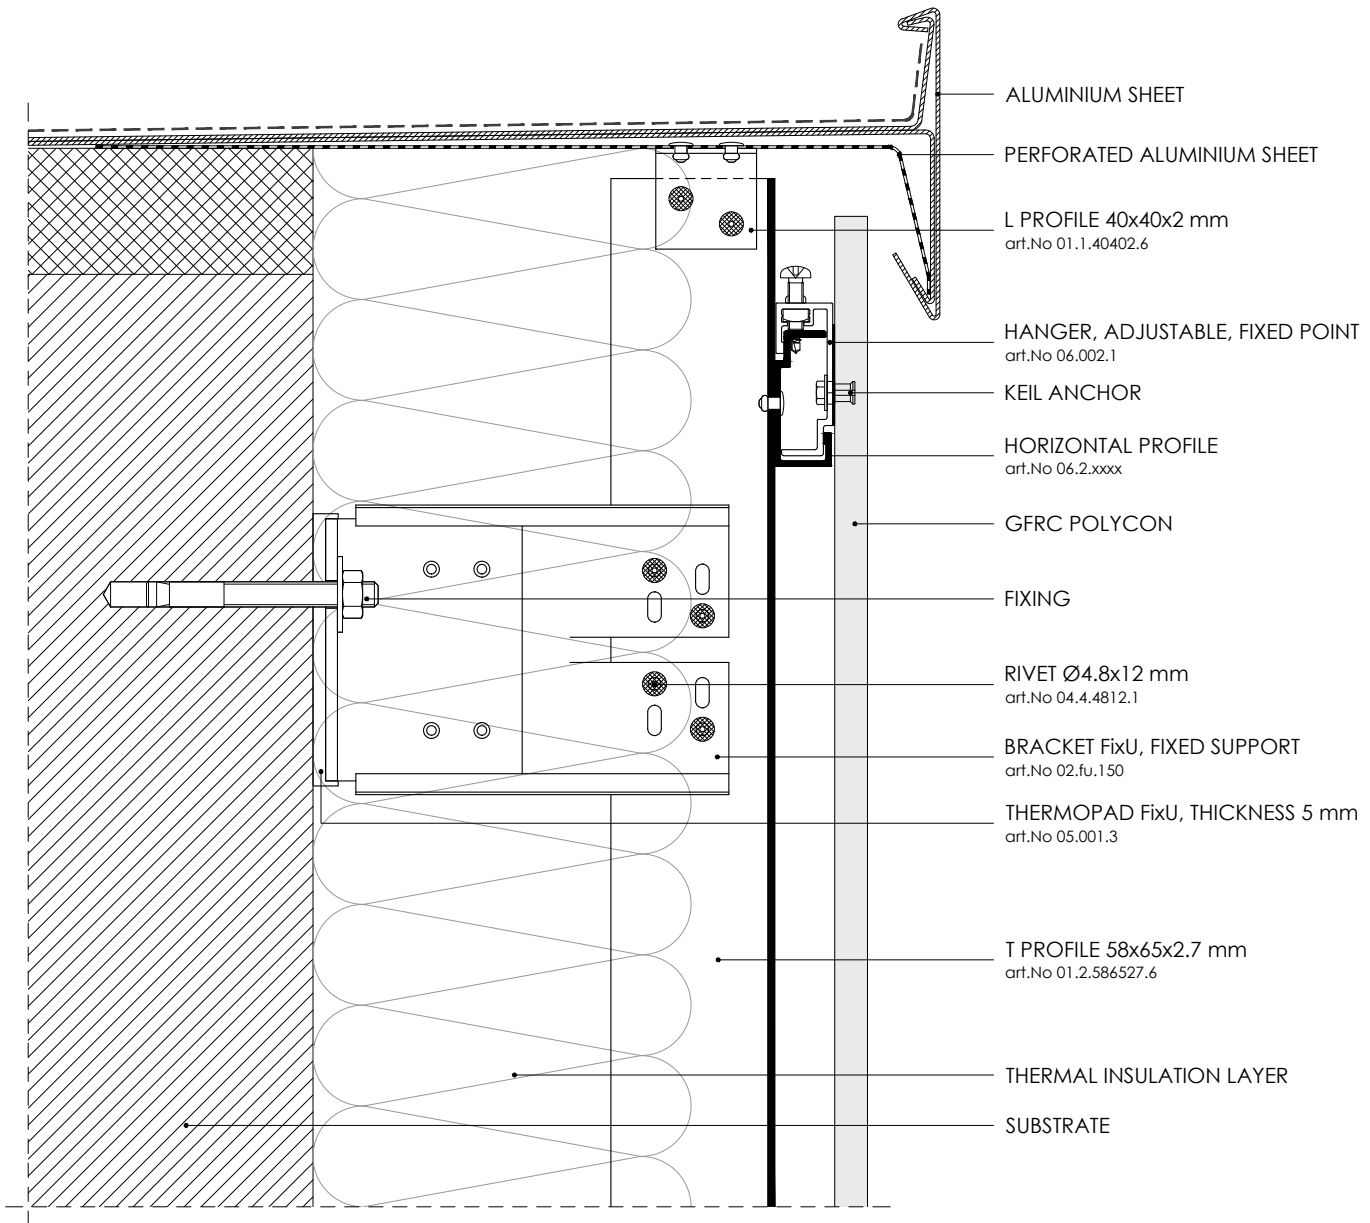 ALUMINIUM SHEET
PERFORATED ALUMINIUM SHEET
L PROFILE 40x40x2 mm
art.No 01.1.40402.6
HANGER, ADJUSTABLE, FIXED POINT
art.No 06.002.1
KEIL ANCHOR
HORIZONTAL PROFILE
art.No 06.2.xxxx
GFRC POLYCON
FIXING
RIVET Ø4.8x12 mm
art.No 04.4.4812.1
BRACKET FixU, FIXED SUPPORT
art.No 02.fu.150
THERMOPAD FixU, THICKNESS 5 mm
art.No 05.001.3
T PROFILE 58x65x2.7 mm
art.No 01.2.586527.6
THERMAL INSULATION LAYER
SUBSTRATE